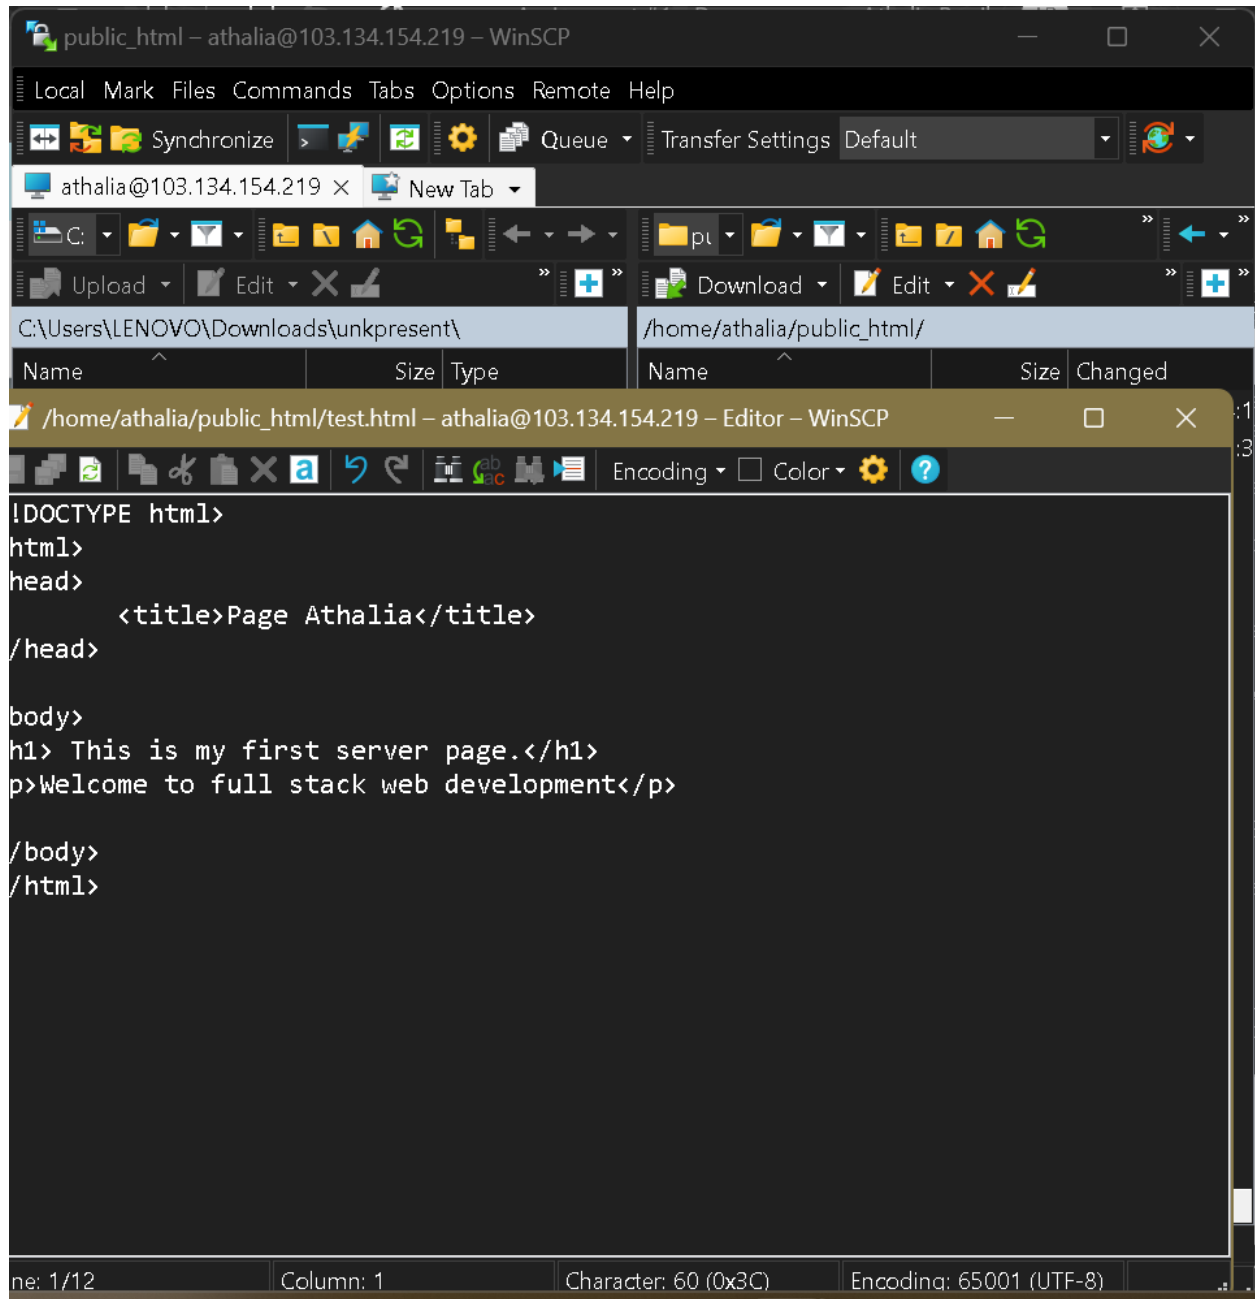 public_html – athalia@103.134.154.219 – WinSCP
Local Mark Files Commands Tabs Options Remote Help
Synchronize Queue Transfer Settings Default
athalia@103.134.154.219 × New Tab
C: pu
Upload Edit Download Edit
C:\Users\LENOVO\Downloads\unkpresent\ /home/athalia/public_html/
Name Size Type Name Size Changed
/home/athalia/public_html/test.html – athalia@103.134.154.219 – Editor – WinSCP
Encoding Color
!DOCTYPE html>
html>
head>
<title>Page Athalia</title>
/head>
body>
h1> This is my first server page.</h1>
p>Welcome to full stack web development</p>
/body>
/html>
ne: 1/12 Column: 1 Character: 60 (0x3C) Encoding: 65001 (UTF-8)